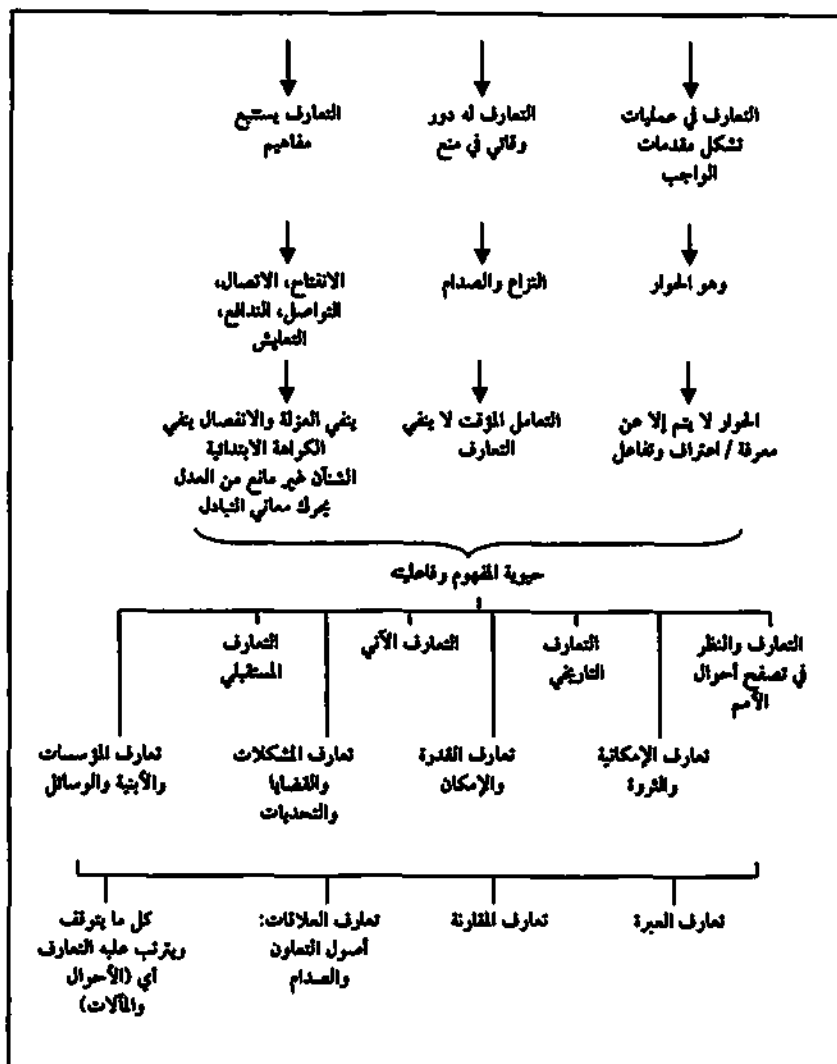 التعارف في عمليات
تشكل مقدمات
الواجب
التعارف له دور
وقائي في منع
التعارف يستتبع
مفاهيم
وهو الحوار
النزاع والصدام
الانفتاح، الاتصال،
التواصل، التدافع،
التعايش
الحوار لا يتم إلا عن
معرفة / اعتراف وتفاعل
التعامل المؤقت لا ينفي
التعارف
ينفي العزلة والانفصال ينفي
الكراهة الابتدائية
الشنآن غير مانع من العدل
يحرك معاني التبادل
حيوية المفهوم وفاعليته
التعارف والنظر
في تصفح أحوال
الأمم
التعارف
التاريخي
التعارف الآني
التعارف
المستقبلي
تعارف الإمكانية
والثروة
تعارف القدرة
والإمكان
تعارف المشكلات
والقضايا
والتحديات
تعارف المؤسسات
والأبنية والوسائل
تعارف العبرة
تعارف المقارنة
تعارف العلاقات:
أصول التعاون
والصدام
كل ما يتوقف
ويترتب عليه التعارف
أي (الأحوال
والمآلات)